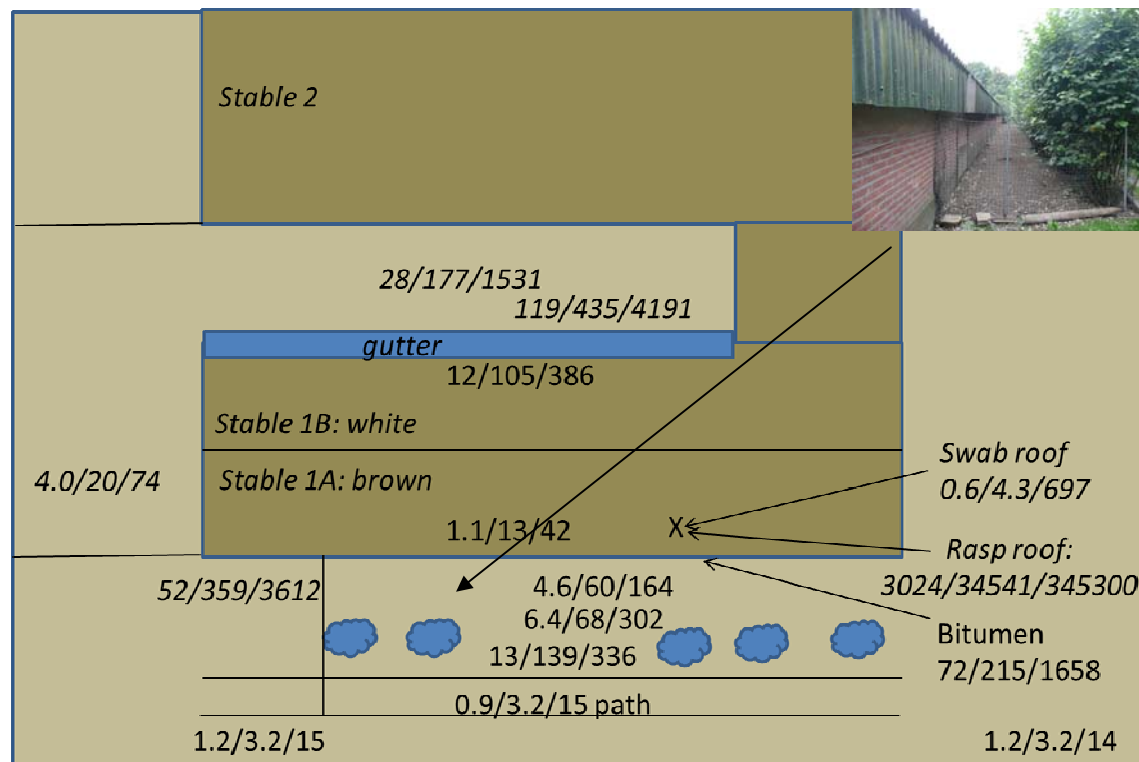 Stable 2
28/177/1531
119/435/4191
gutter
12/105/386
Stable 1B: white
Stable 1A: brown
4.0/20/74
Swab roof
0.6/4.3/697
1.1/13/42
X
Rasp roof:
3024/34541/345300
52/359/3612
4.6/60/164
6.4/68/302
13/139/336
Bitumen
72/215/1658
0.9/3.2/15 path
1.2/3.2/15
1.2/3.2/14